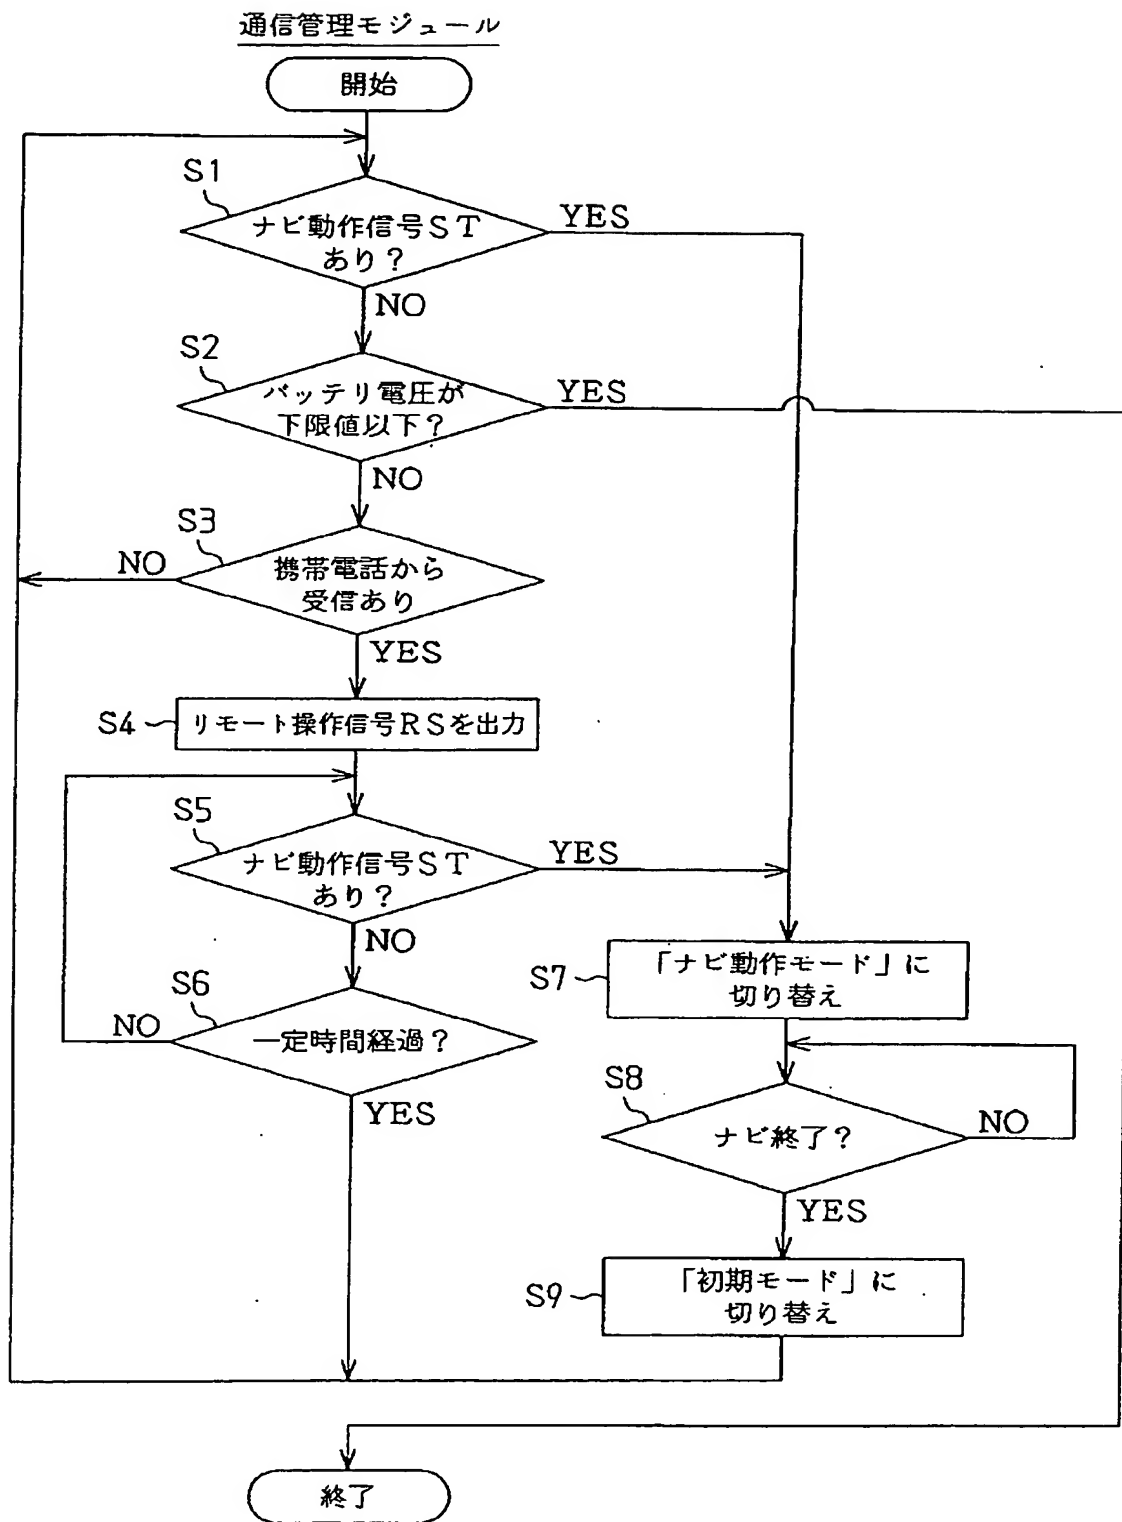 通信管理モジュール
開始
S1
ナビ動作信号ST
あり?
YES
NO
S2
バッテリ電圧が
下限値以下?
YES
NO
S3
携帯電話から
受信あり
NO
YES
S4
リモート操作信号RSを出力
S5
ナビ動作信号ST
あり?
YES
NO
S6
一定時間経過?
NO
YES
S7
「ナビ動作モード」に
切り替え
S8
ナビ終了?
NO
YES
S9
「初期モード」に
切り替え
終了